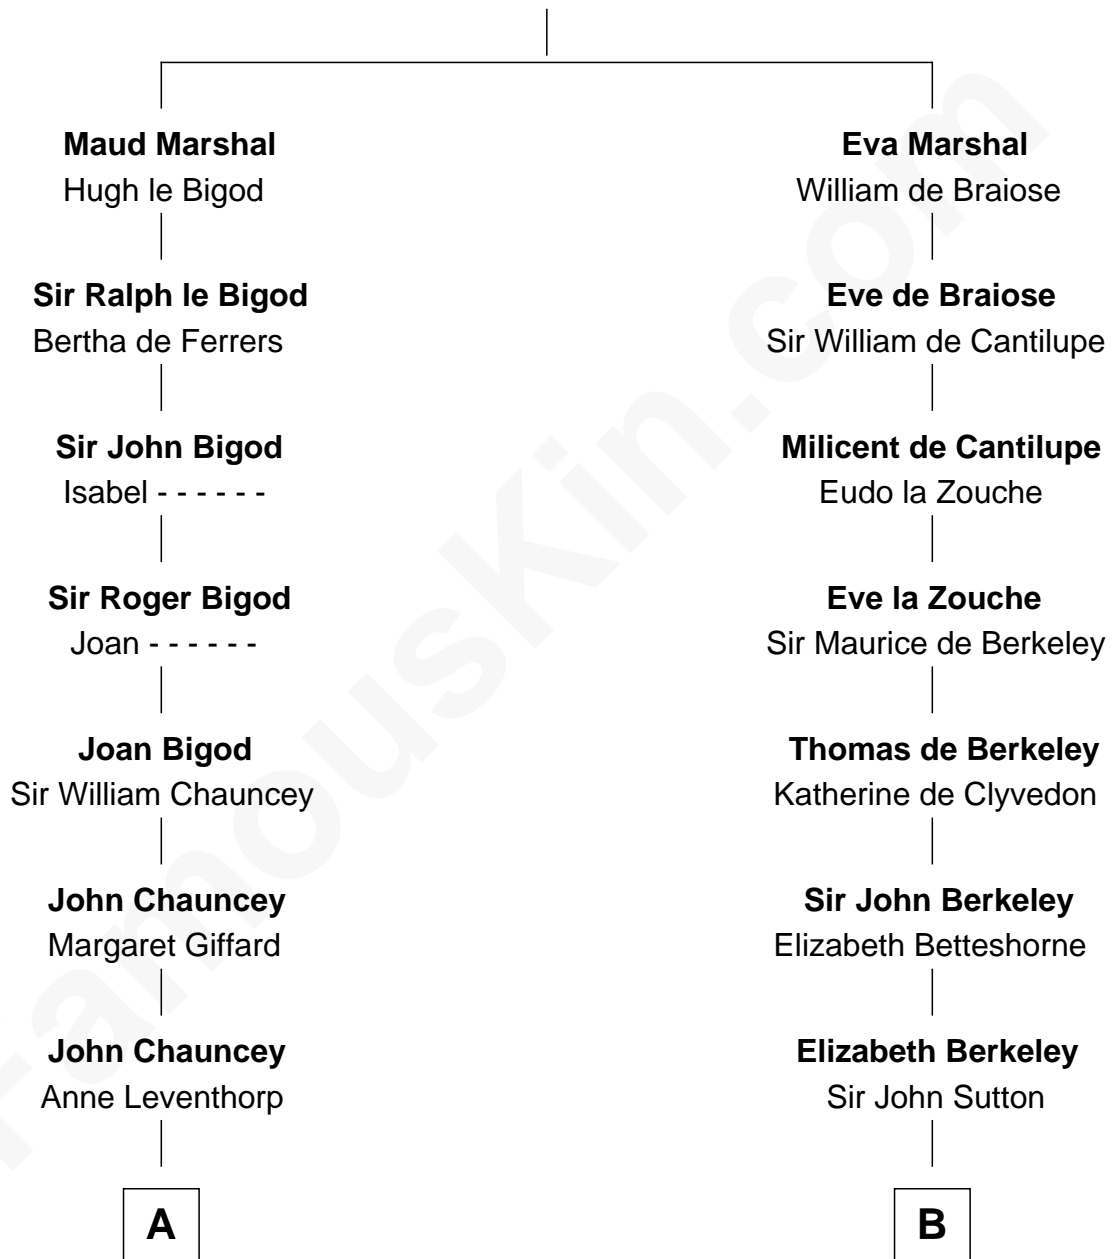 Maud Marshal
Hugh le Bigod
Sir Ralph le Bigod
Bertha de Ferrers
Sir John Bigod
Isabel - - - - - -
Sir Roger Bigod
Joan - - - - - -
Joan Bigod
Sir William Chauncey
John Chauncey
Margaret Giffard
John Chauncey
Anne Leventhorp
A
Eva Marshal
William de Braiose
Eve de Braiose
Sir William de Cantilupe
Milicent de Cantilupe
Eudo la Zouche
Eve la Zouche
Sir Maurice de Berkeley
Thomas de Berkeley
Katherine de Clyvedon
Sir John Berkeley
Elizabeth Betteshorne
Elizabeth Berkeley
Sir John Sutton
B
FamousKin.com